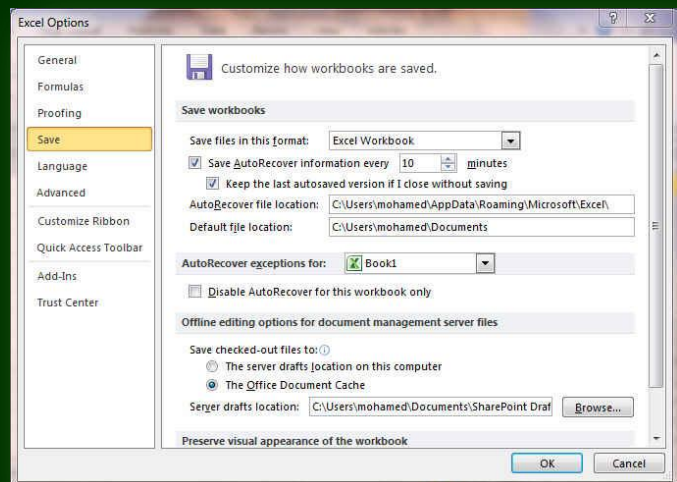 Excel Options
General
Formulas
Proofing
Save
Language
Advanced
Customize Ribbon
Quick Access Toolbar
Add-Ins
Trust Center
Customize how workbooks are saved.
Save workbooks
Save files in this format: Excel Workbook
Save AutoRecover information every 10 minutes
Keep the last autosaved version if I close without saving
AutoRecover file location: C:\Users\mohamed\AppData\Roaming\Microsoft\Excel\
Default file location: C:\Users\mohamed\Documents
AutoRecover exceptions for: Book1
Disable AutoRecover for this workbook only
Offline editing options for document management server files
Save checked-out files to:
The server drafts location on this computer
The Office Document Cache
Server drafts location: C:\Users\mohamed\Documents\SharePoint Draf Browse...
Preserve visual appearance of the workbook
OK Cancel